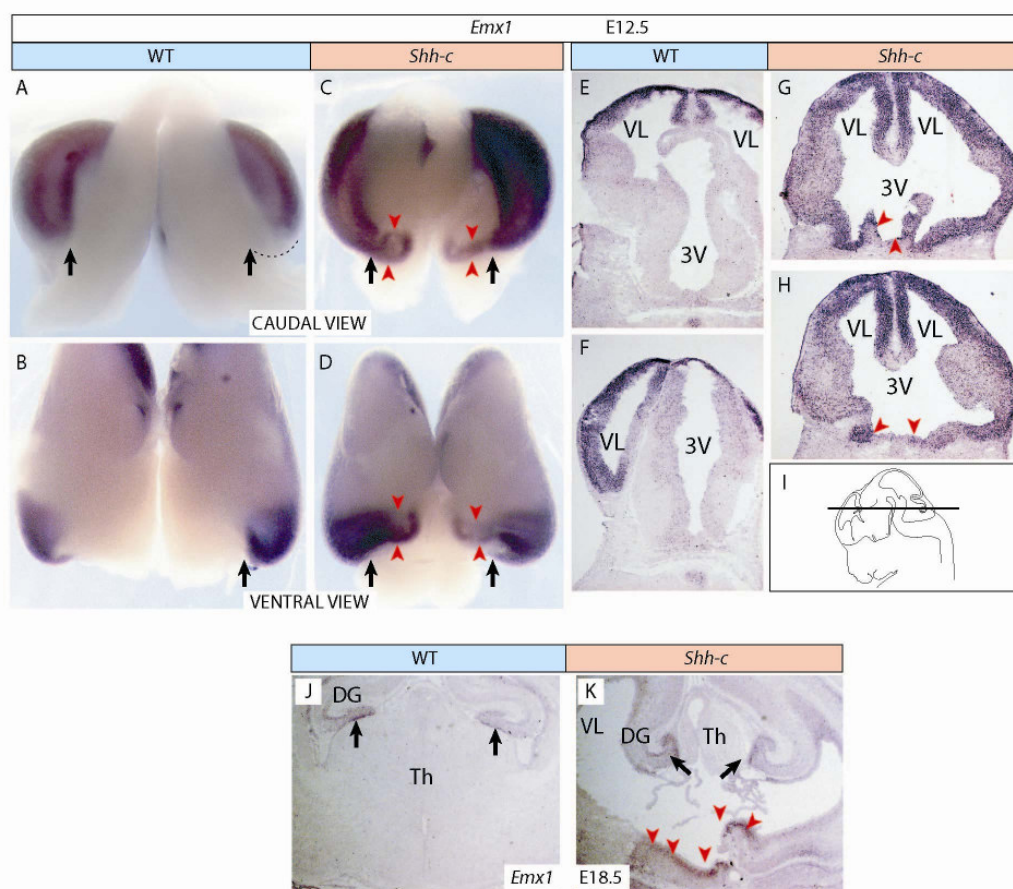 Emx1 E12.5
WT Shh-c WT Shh-c
A C E G
VL VL VL VL
3V
3V
CAUDAL VIEW
B D F H
VL VL
3V
VL 3V
I
VENTRAL VIEW
WT Shh-c
J K
DG VL DG Th
Th
Emx1 E18.5